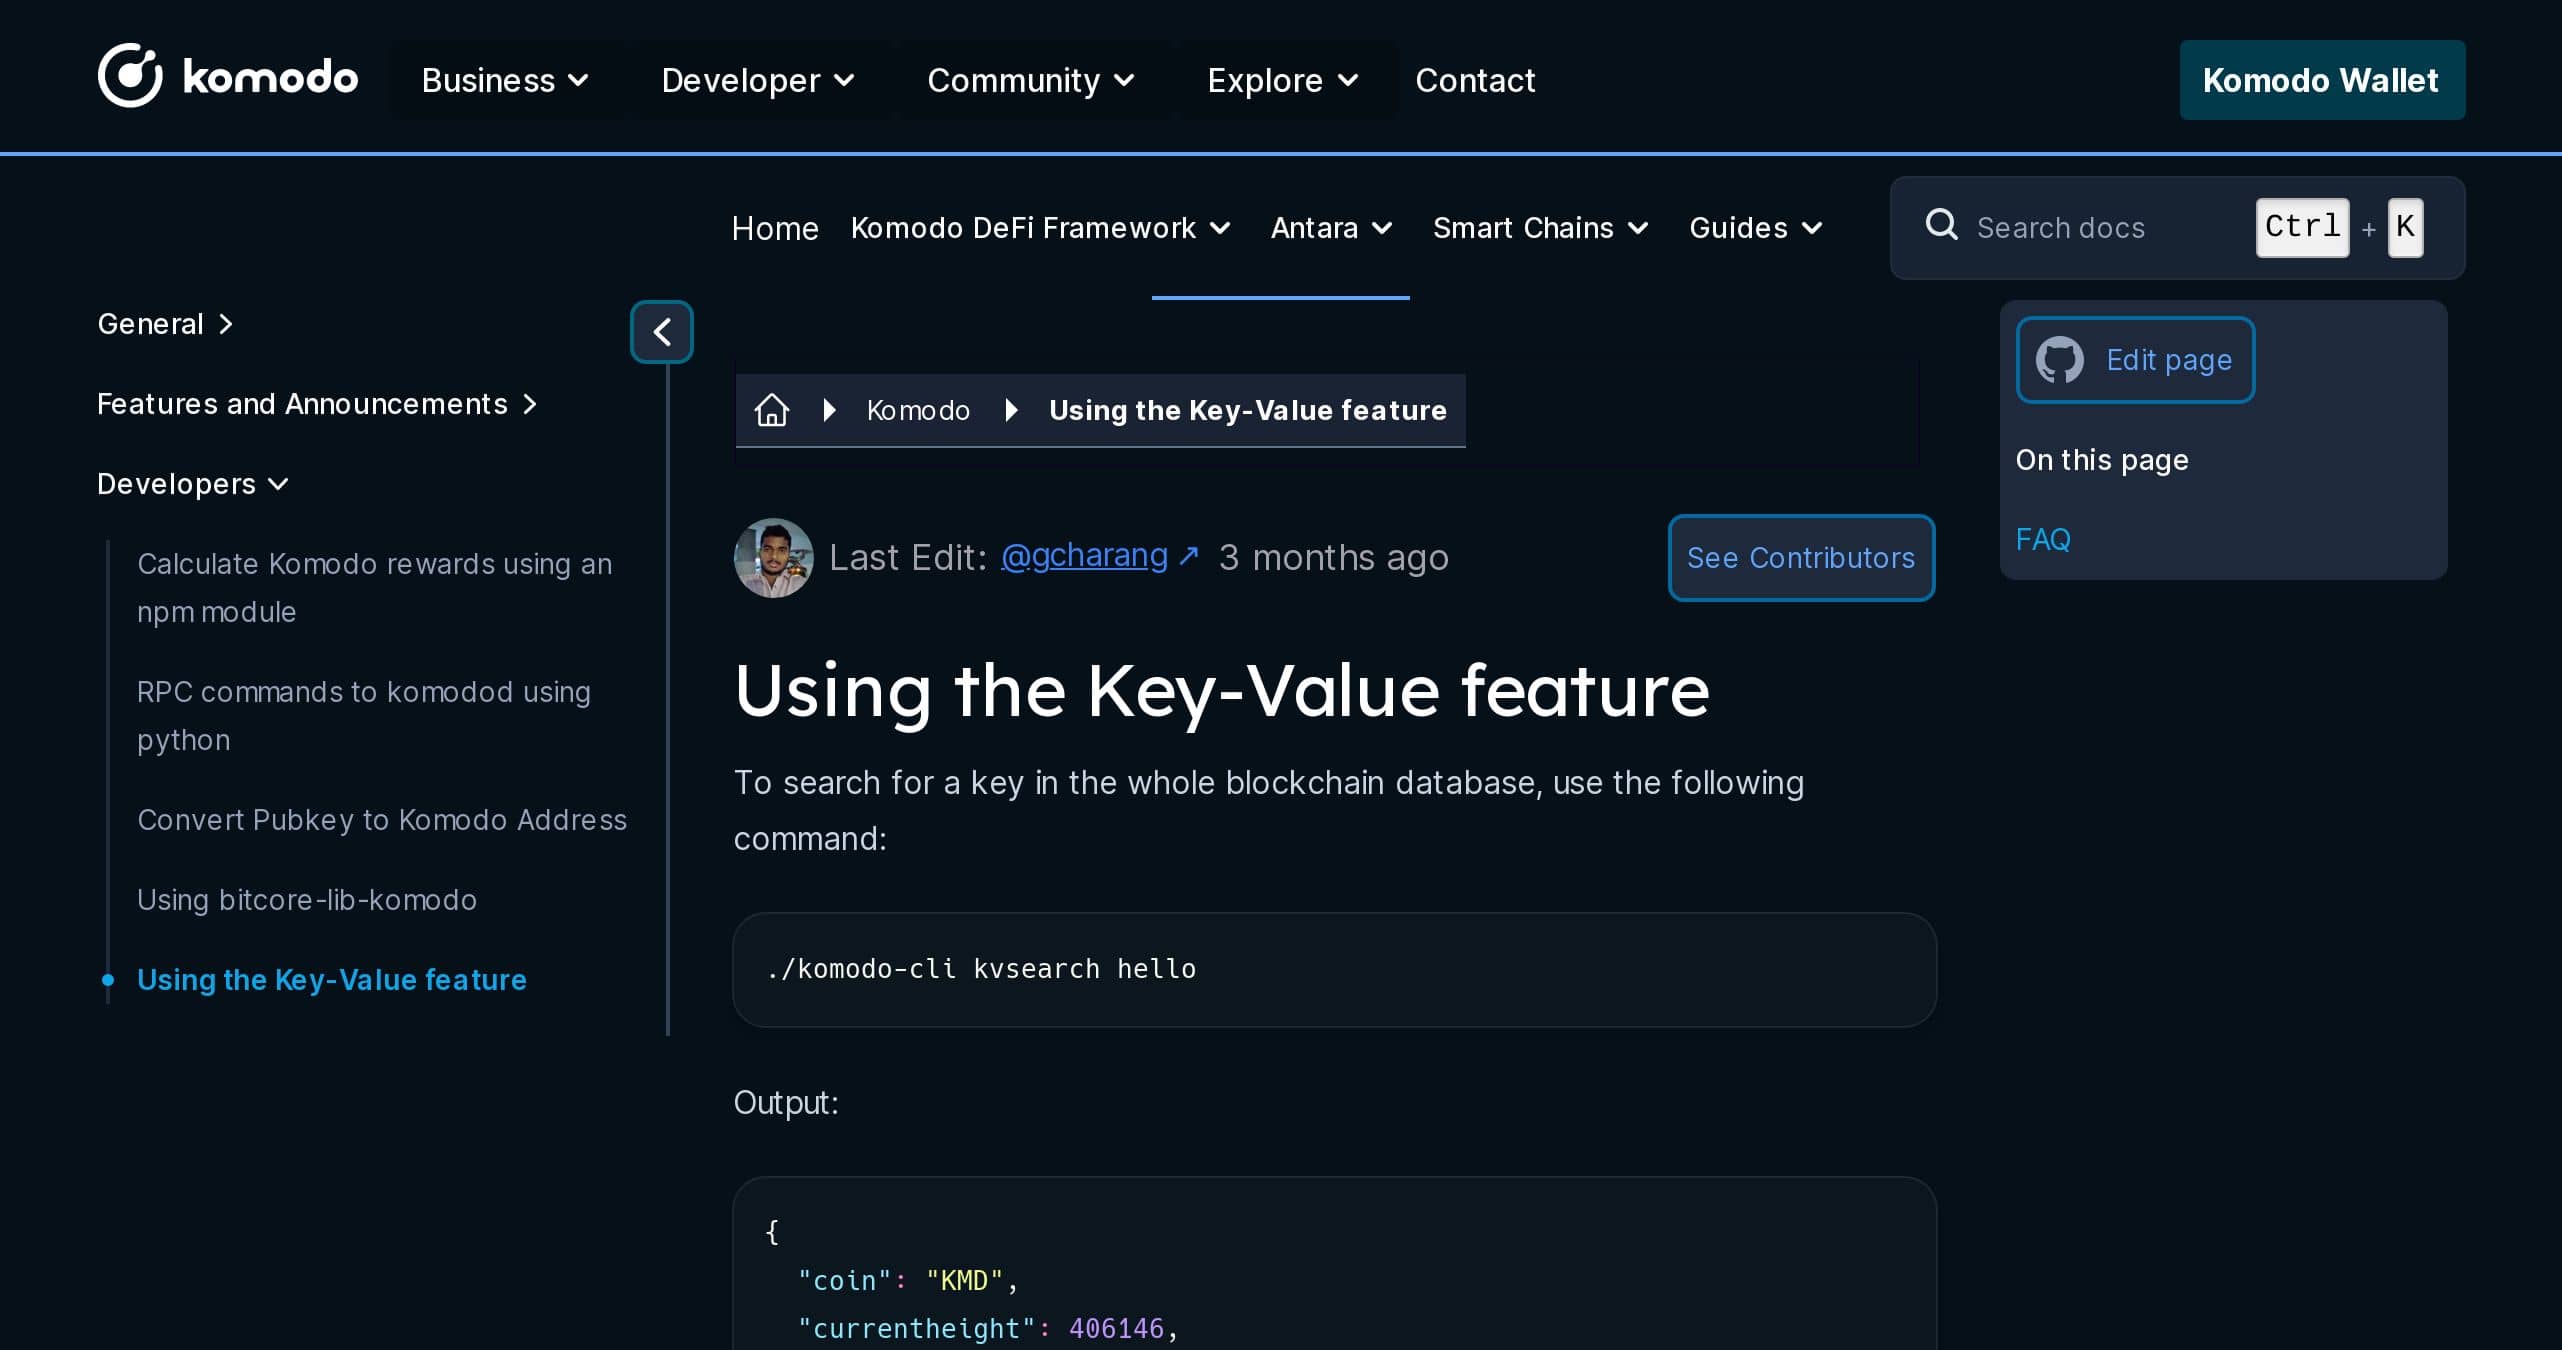 komodo Business Developer Community Explore Contact Komodo Wallet
Home Komodo DeFi Framework Antara Smart Chains Guides Search docs Ctrl + K
General
Features and Announcements
Developers
Calculate Komodo rewards using an
npm module
RPC commands to komodod using
python
Convert Pubkey to Komodo Address
Using bitcore-lib-komodo
Using the Key-Value feature
Komodo Using the Key-Value feature
Last Edit: @gcharang ↗ 3 months ago See Contributors
Using the Key-Value feature
To search for a key in the whole blockchain database, use the following
command:
./komodo-cli kvsearch hello
Output:
{
"coin": "KMD",
"currentheight": 406146,
Edit page
On this page
FAQ